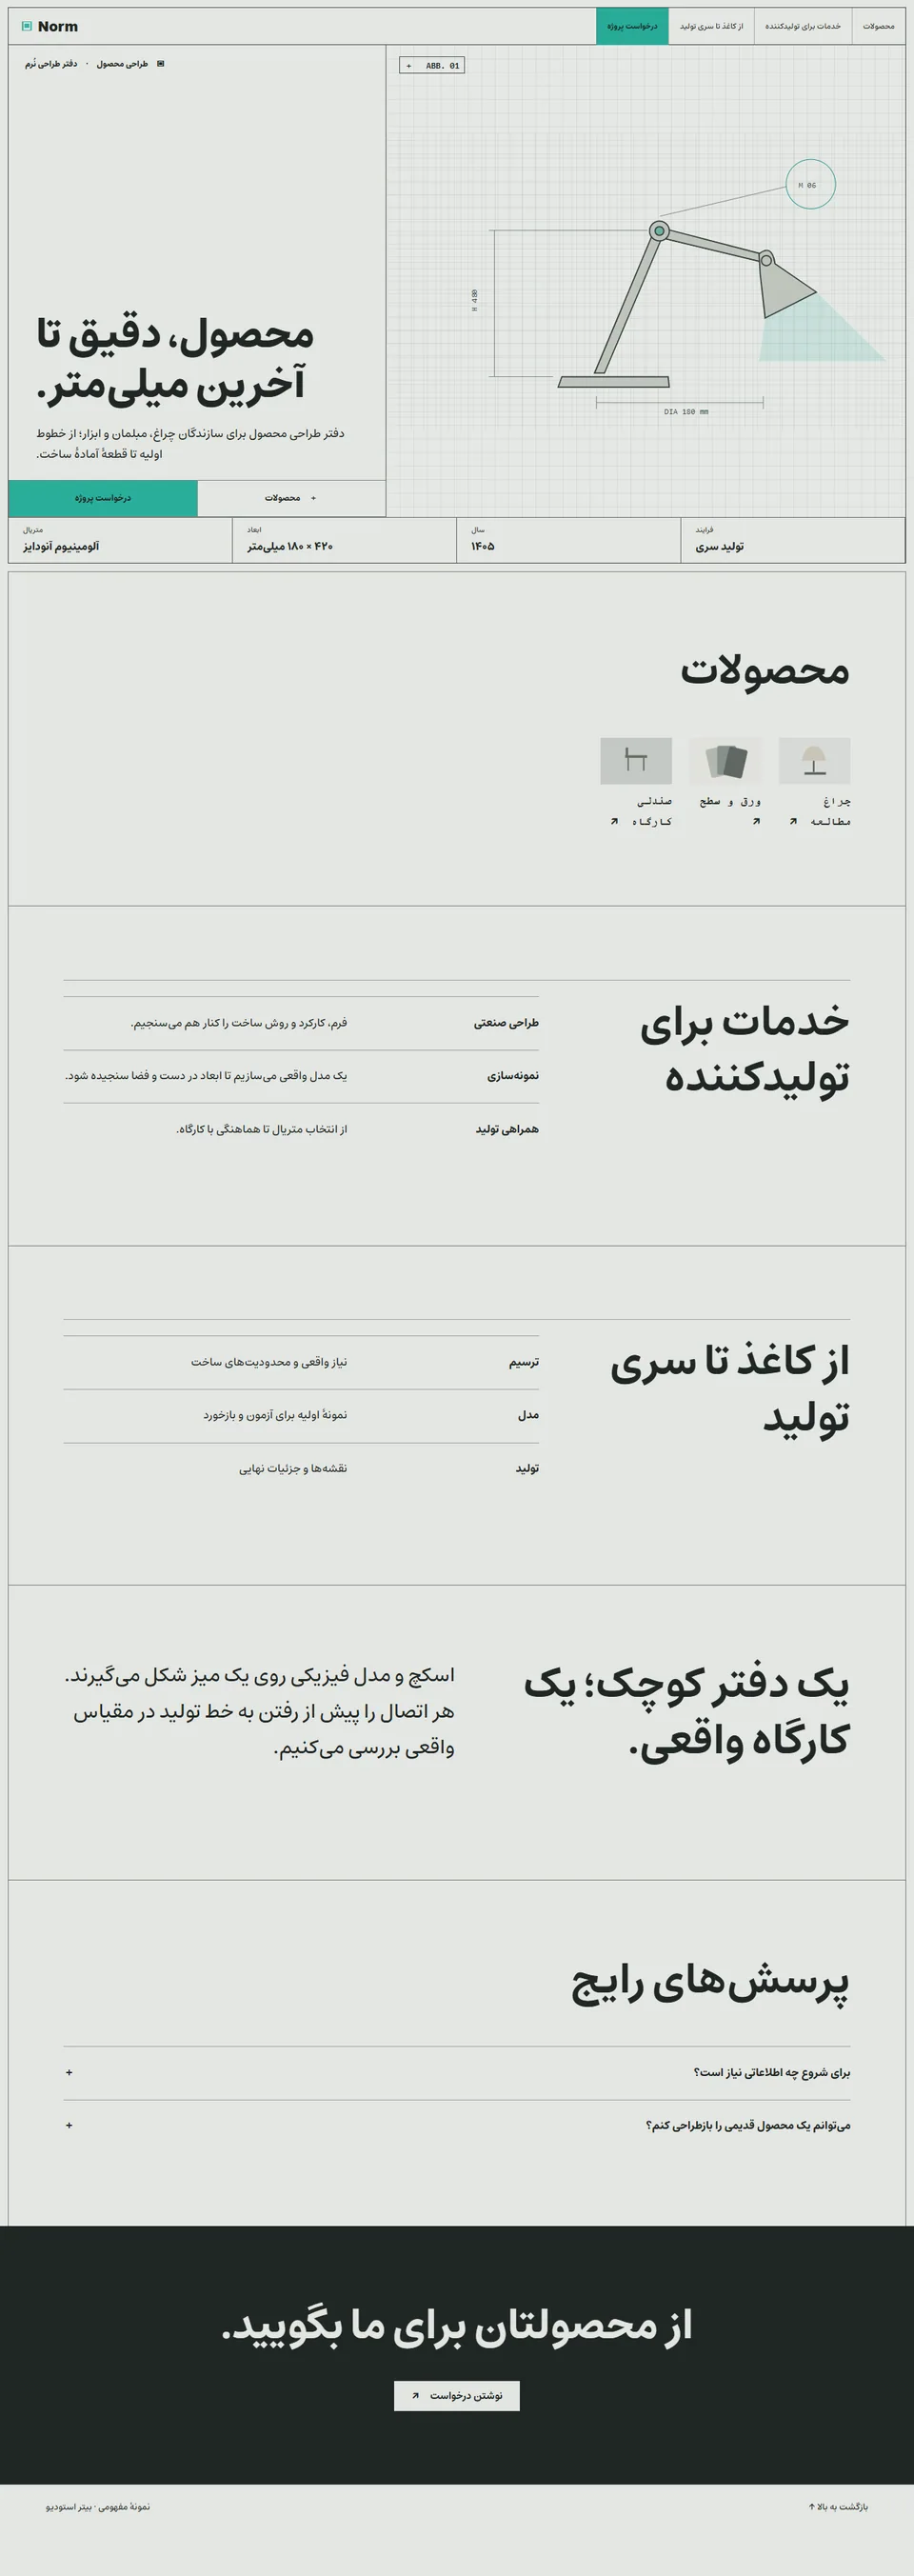 Norm
محصولات
خدمات برای تولیدکننده
از کاغذ تا سری تولید
درخواست پروژه
طراحی محصول · دفتر طراحی نُرم
+ ABB. 01
M 06
H 480
DIA 180 mm
محصول، دقیق تا
آخرین میلی‌متر.
دفتر طراحی محصول برای سازندگان چراغ، مبلمان و ابزار؛ از خطوط
اولیه تا قطعهٔ آمادهٔ ساخت.
درخواست پروژه
محصولات +
فرایند
تولید سری
سال
۱۴۰۵
ابعاد
۴۲۰ × ۱۸۰ میلی‌متر
متریال
آلومینیوم آنودایز
محصولات
چراغ
مطالعه ↗
ورق و سطح
↗
صندلی
کارگاه ↗
خدمات برای
تولیدکننده
طراحی صنعتی
فرم، کارکرد و روش ساخت را کنار هم می‌سنجیم.
نمونه‌سازی
یک مدل واقعی می‌سازیم تا ابعاد در دست و فضا سنجیده شود.
همراهی تولید
از انتخاب متریال تا هماهنگی با کارگاه.
از کاغذ تا سری
تولید
ترسیم
نیاز واقعی و محدودیت‌های ساخت
مدل
نمونهٔ اولیه برای آزمون و بازخورد
تولید
نقشه‌ها و جزئیات نهایی
یک دفتر کوچک؛ یک
کارگاه واقعی.
اسکچ و مدل فیزیکی روی یک میز شکل می‌گیرند.
هر اتصال را پیش از رفتن به خط تولید در مقیاس
واقعی بررسی می‌کنیم.
پرسش‌های رایج
برای شروع چه اطلاعاتی نیاز است؟ +
می‌توانم یک محصول قدیمی را بازطراحی کنم؟ +
از محصولتان برای ما بگویید.
نوشتن درخواست ↗
بازگشت به بالا ↑
نمونهٔ مفهومی · بیتر استودیو